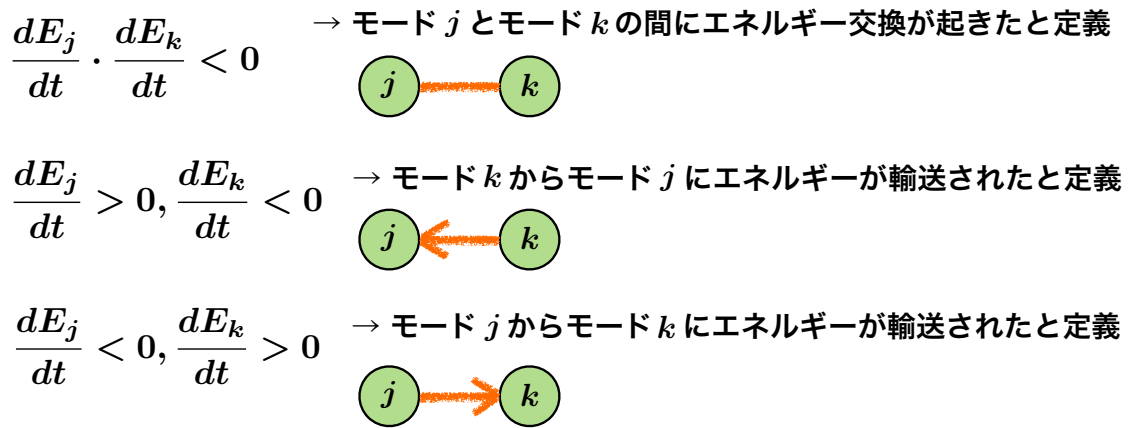 dE_j/dt · dE_k/dt < 0 → モード j とモード k の間にエネルギー交換が起きたと定義
j k
dE_j/dt > 0, dE_k/dt < 0 → モード k からモード j にエネルギーが輸送されたと定義
j k
dE_j/dt < 0, dE_k/dt > 0 → モード j からモード k にエネルギーが輸送されたと定義
j k